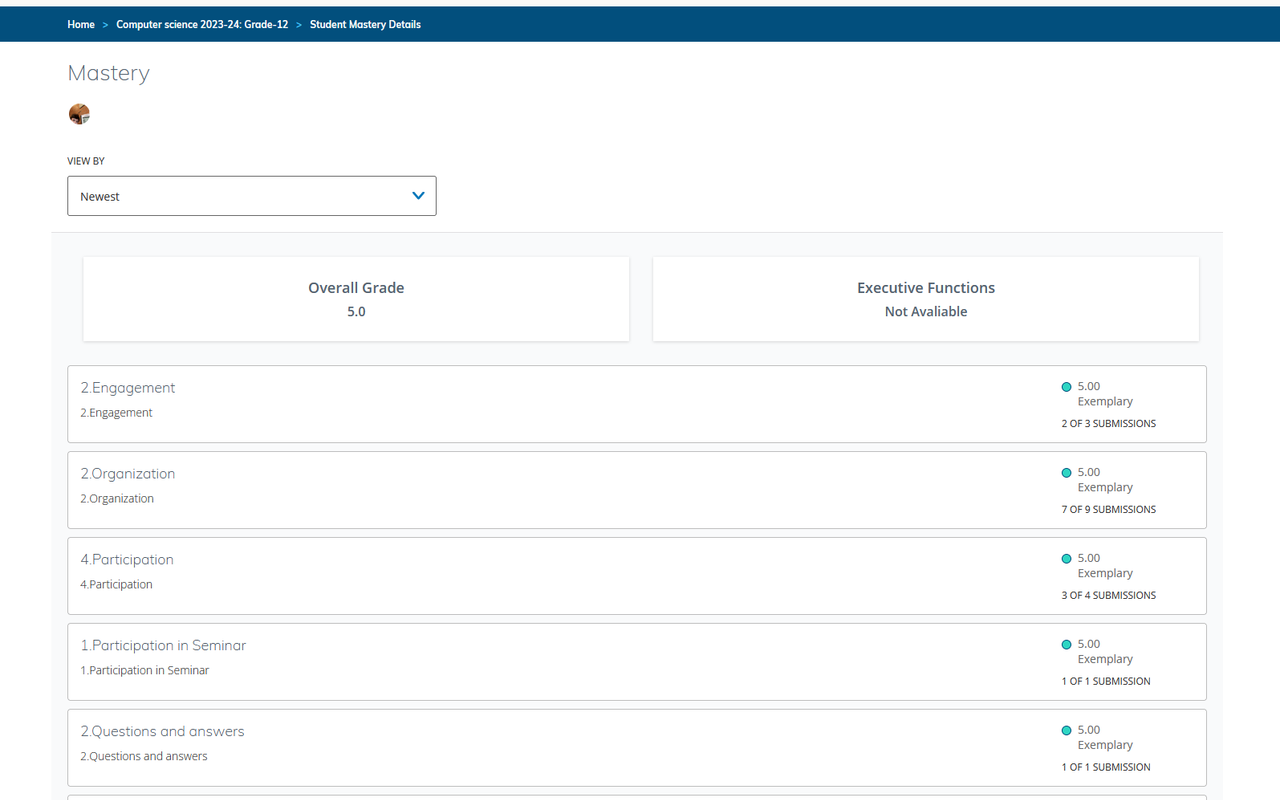 Home > Computer science 2023-24: Grade-12 > Student Mastery Details
Mastery
VIEW BY
Newest
Overall Grade
5.0
Executive Functions
Not Avaliable
2.Engagement
2.Engagement
5.00
Exemplary
2 OF 3 SUBMISSIONS
2.Organization
2.Organization
5.00
Exemplary
7 OF 9 SUBMISSIONS
4.Participation
4.Participation
5.00
Exemplary
3 OF 4 SUBMISSIONS
1.Participation in Seminar
1.Participation in Seminar
5.00
Exemplary
1 OF 1 SUBMISSION
2.Questions and answers
2.Questions and answers
5.00
Exemplary
1 OF 1 SUBMISSION